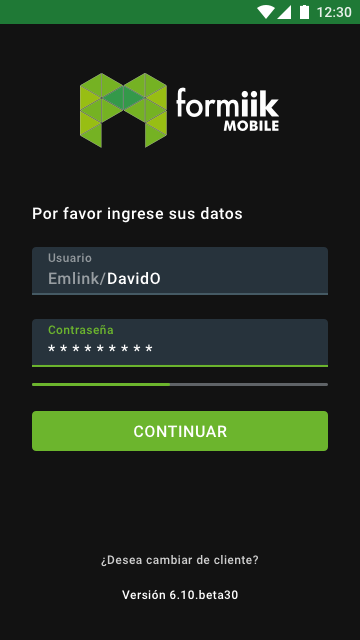 12:30
formiik
MOBILE
Por favor ingrese sus datos
Usuario
Emlink/DavidO
Contraseña
* * * * * * * * *
CONTINUAR
¿Desea cambiar de cliente?
Versión 6.10.beta30